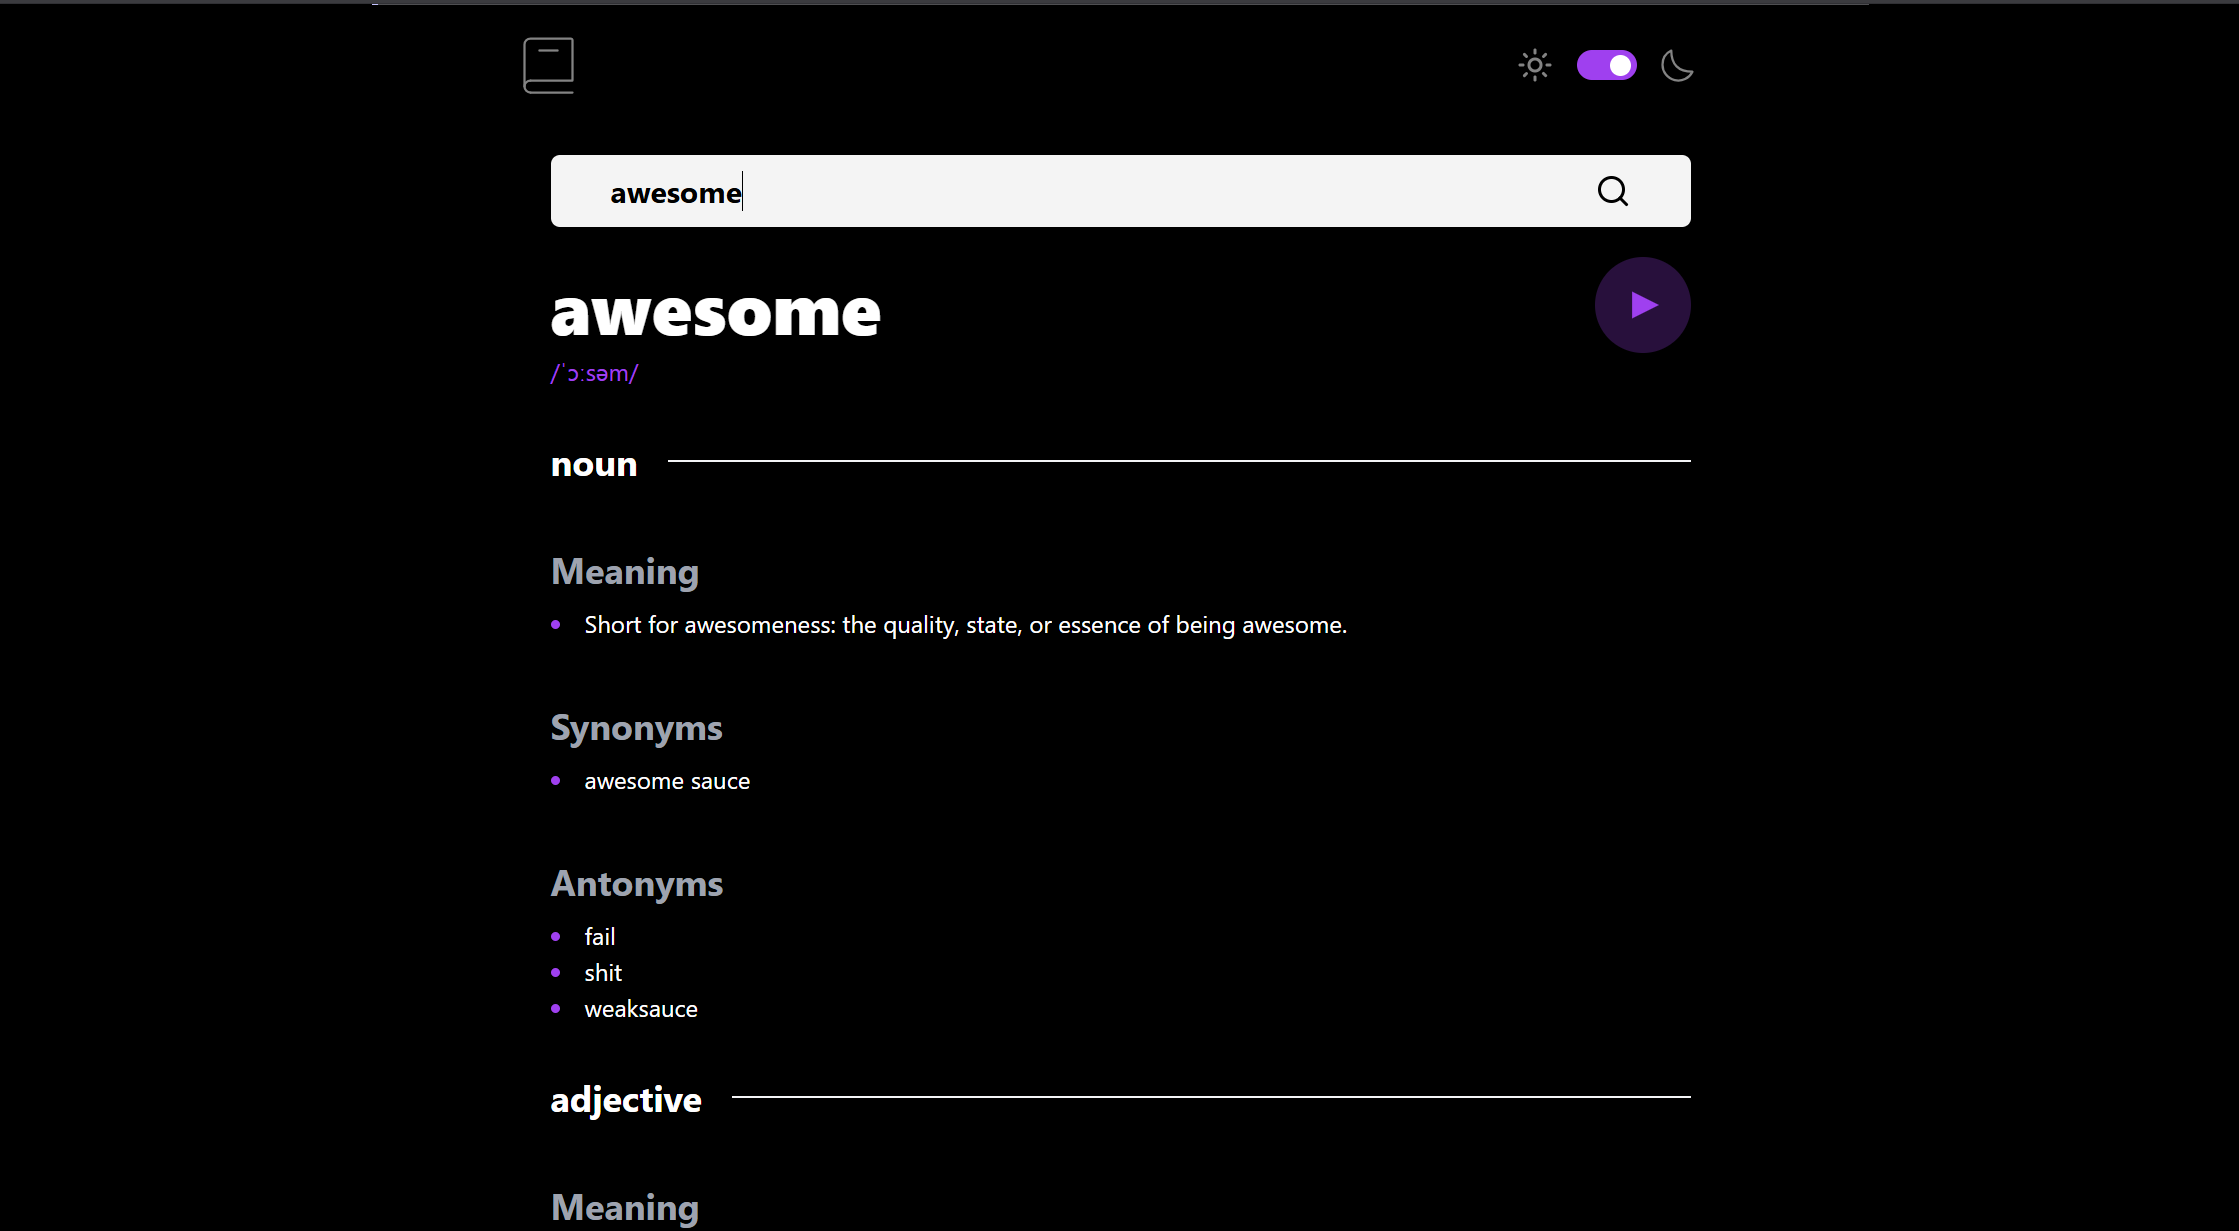 awesome
awesome
/ˈɔːsəm/
noun
Meaning
Short for awesomeness: the quality, state, or essence of being awesome.
Synonyms
awesome sauce
Antonyms
fail
shit
weaksauce
adjective
Meaning